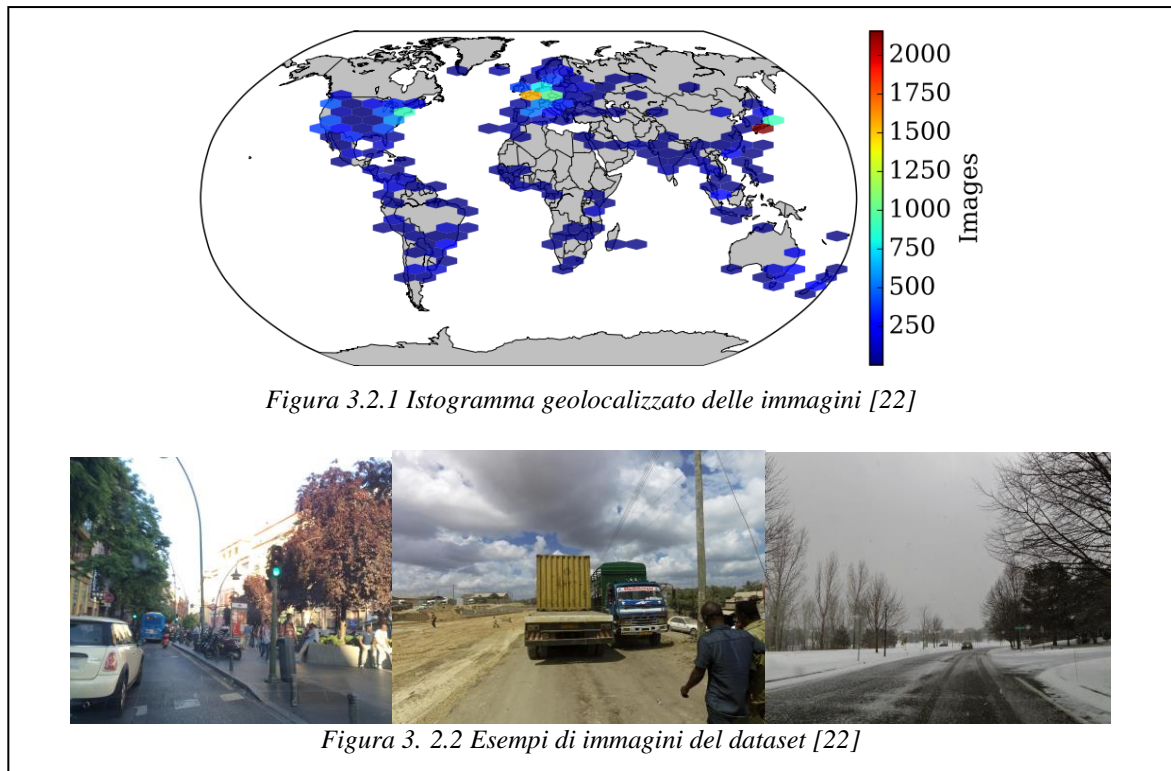 2000
1750
1500
1250
1000
750
500
250
Images
Figura 3.2.1 Istogramma geolocalizzato delle immagini [22]
Figura 3. 2.2 Esempi di immagini del dataset [22]